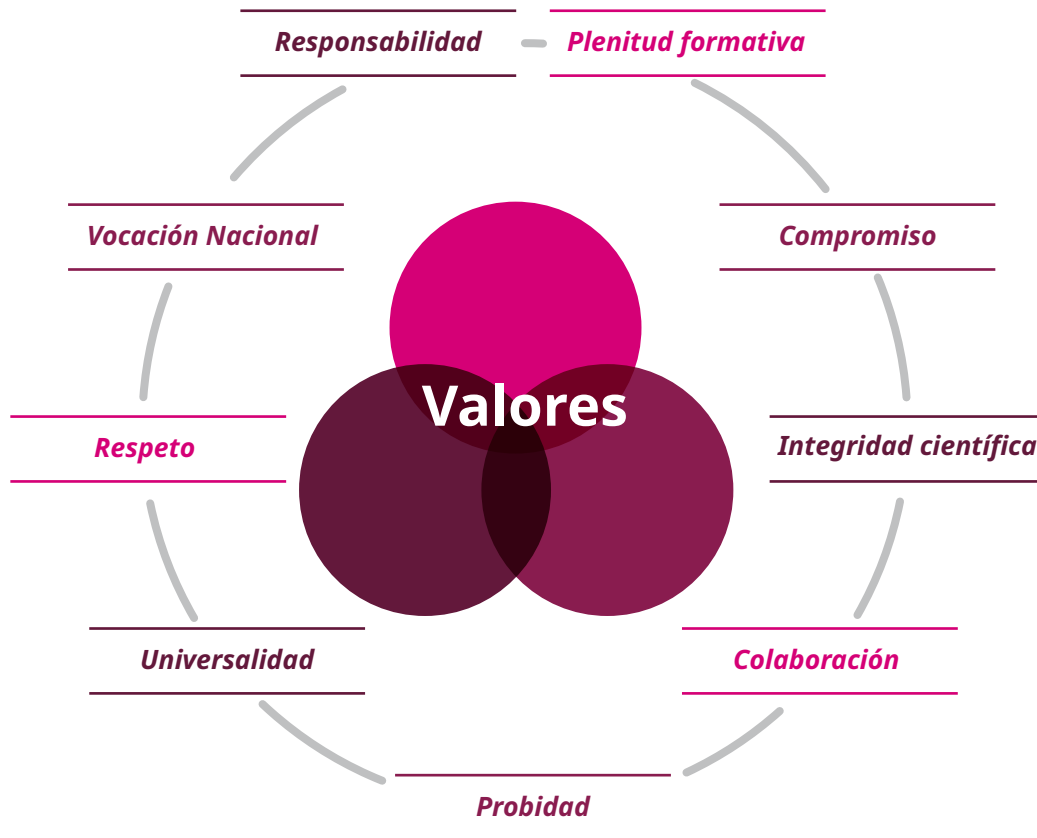 Responsabilidad
Plenitud formativa
Vocación Nacional
Compromiso
Valores
Respeto
Integridad científica
Universalidad
Colaboración
Probidad